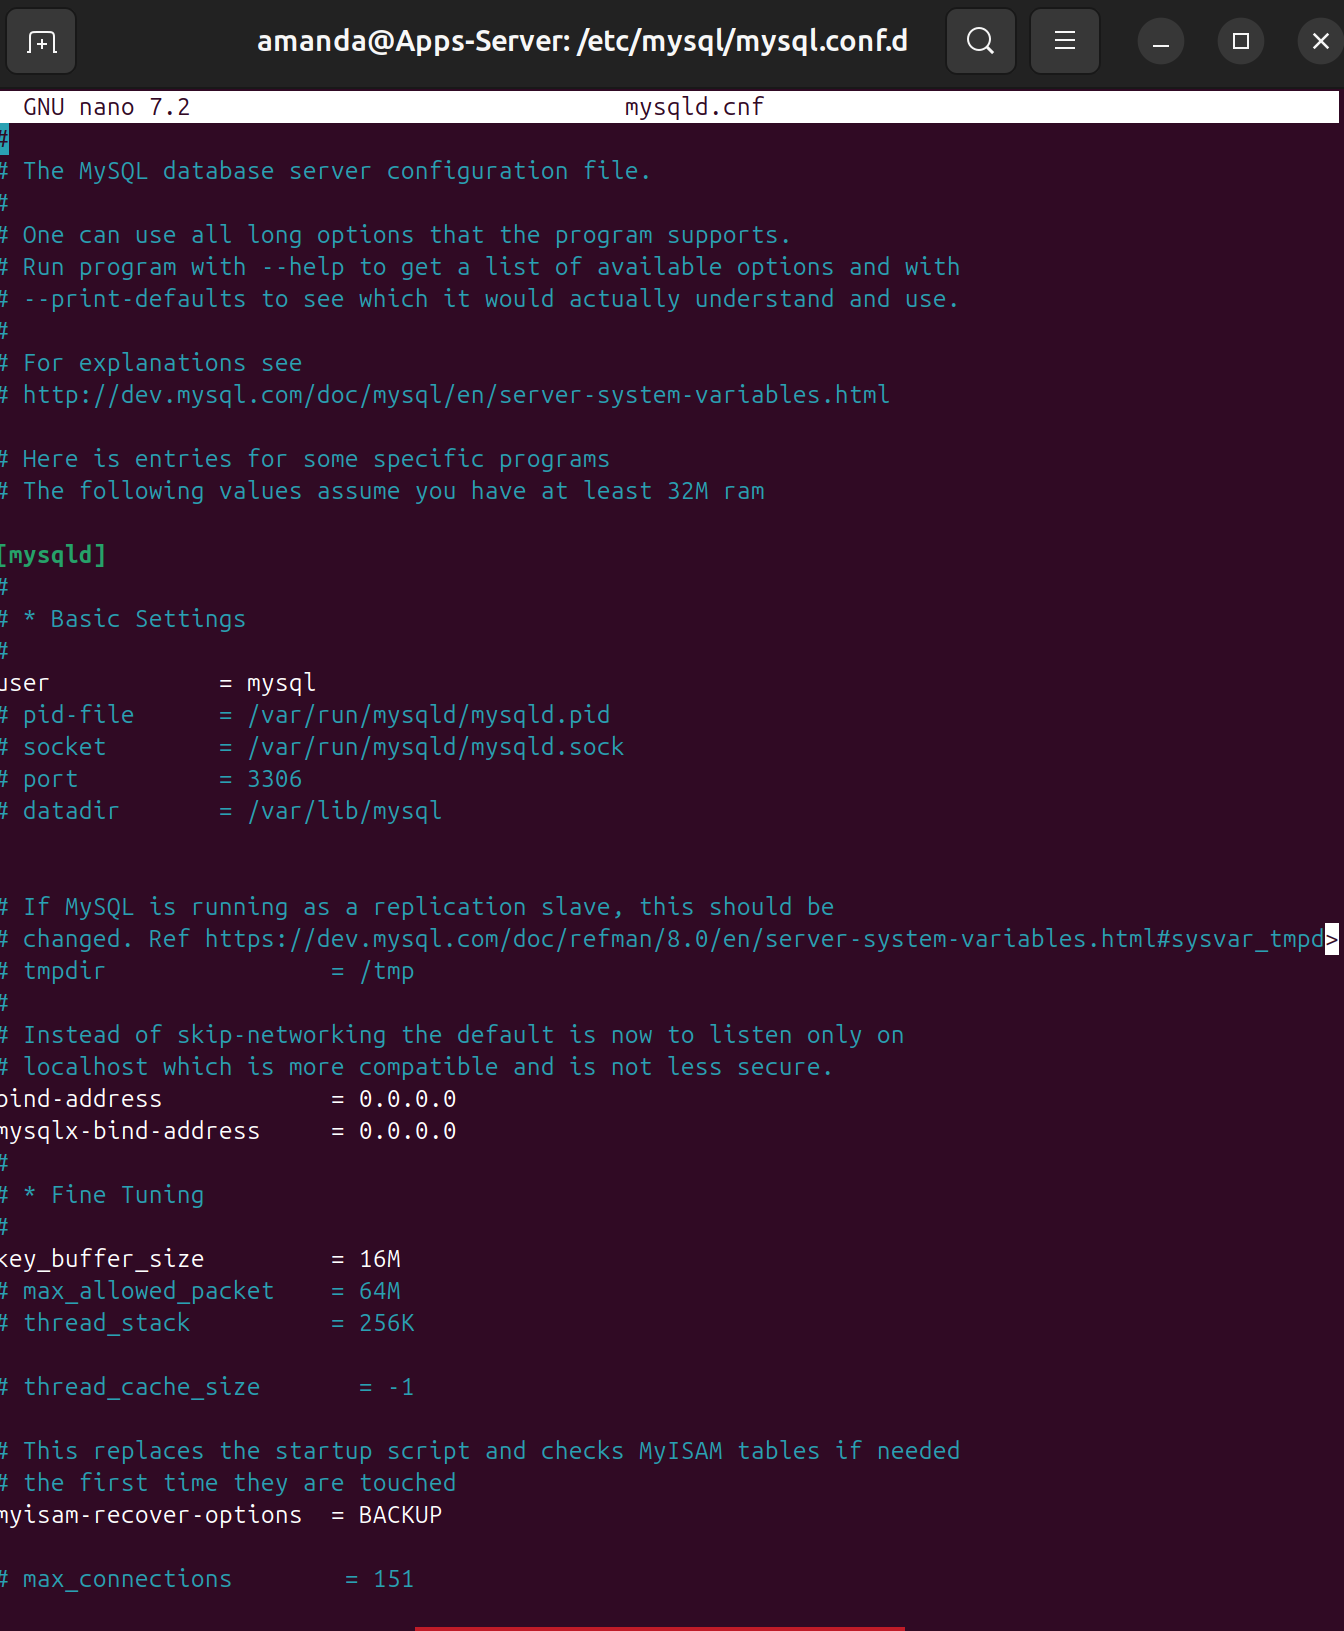 amanda@Apps-Server: /etc/mysql/mysql.conf.d
GNU nano 7.2 mysqld.cnf
#
# The MySQL database server configuration file.
#
# One can use all long options that the program supports.
# Run program with --help to get a list of available options and with
# --print-defaults to see which it would actually understand and use.
#
# For explanations see
# http://dev.mysql.com/doc/mysql/en/server-system-variables.html
# Here is entries for some specific programs
# The following values assume you have at least 32M ram
[mysqld]
#
# * Basic Settings
#
user = mysql
# pid-file = /var/run/mysqld/mysqld.pid
# socket = /var/run/mysqld/mysqld.sock
# port = 3306
# datadir = /var/lib/mysql
# If MySQL is running as a replication slave, this should be
# changed. Ref https://dev.mysql.com/doc/refman/8.0/en/server-system-variables.html#sysvar_tmpd>
# tmpdir = /tmp
#
# Instead of skip-networking the default is now to listen only on
# localhost which is more compatible and is not less secure.
bind-address = 0.0.0.0
mysqlx-bind-address = 0.0.0.0
#
# * Fine Tuning
#
key_buffer_size = 16M
# max_allowed_packet = 64M
# thread_stack = 256K
# thread_cache_size = -1
# This replaces the startup script and checks MyISAM tables if needed
# the first time they are touched
myisam-recover-options = BACKUP
# max_connections = 151